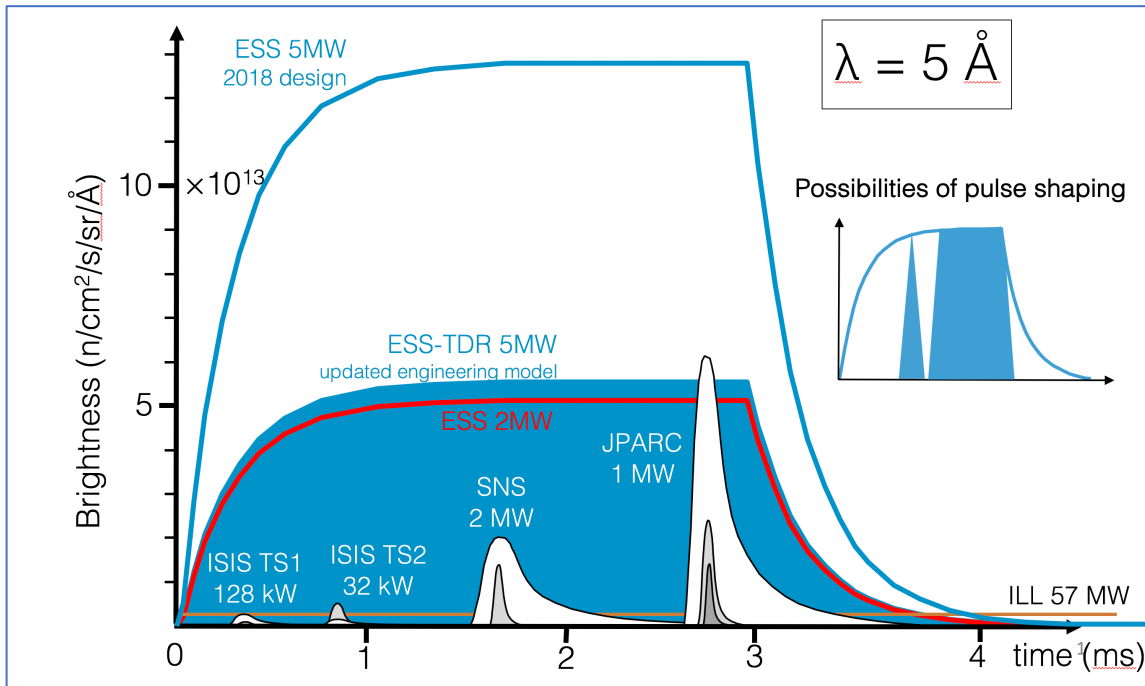 ESS 5MW
2018 design
λ = 5 Å
10
×10¹³
Possibilities of pulse shaping
Brightness (n/cm²/s/sr/Å)
ESS-TDR 5MW
updated engineering model
5
ESS 2MW
JPARC
1 MW
SNS
2 MW
ISIS TS1
128 kW
ISIS TS2
32 kW
ILL 57 MW
0
1
2
3
4
time (ms)
1